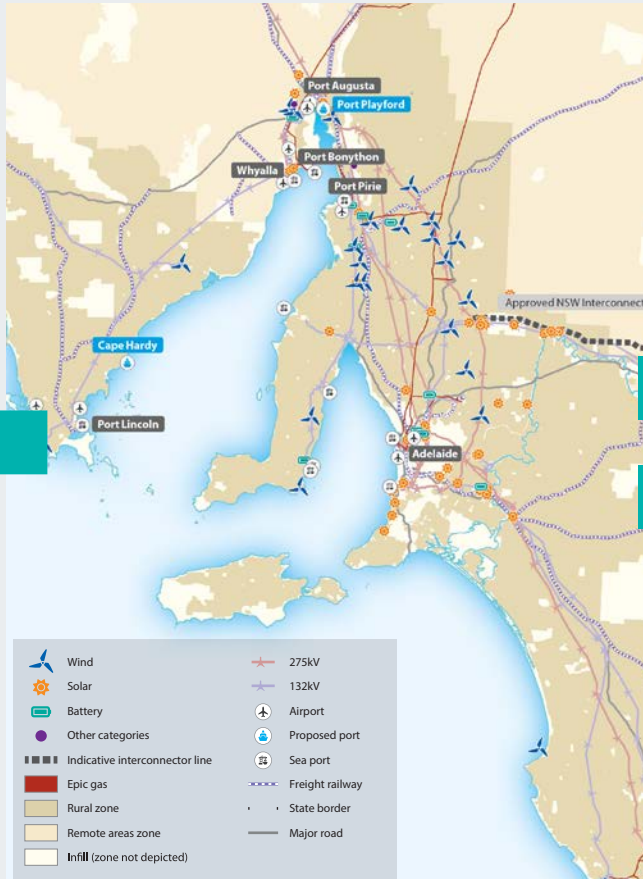 Port Augusta
Port Playford
Port Bonython
Whyalla
Port Pirie
Approved NSW Interconnect
Cape Hardy
Port Lincoln
Adelaide
Wind
Solar
Battery
Other categories
Indicative interconnector line
Epic gas
Rural zone
Remote areas zone
Infill (zone not depicted)
275kV
132kV
Airport
Proposed port
Sea port
Freight railway
State border
Major road